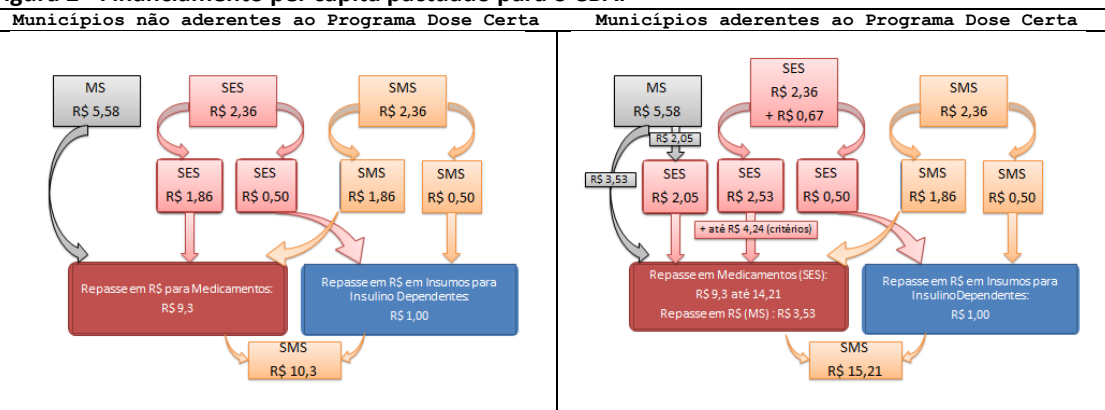 Municípios não aderentes ao Programa Dose Certa
MS
R$ 5,58
SES
R$ 2,36
SMS
R$ 2,36
SES
R$ 1,86
SES
R$ 0,50
SMS
R$ 1,86
SMS
R$ 0,50
Repasse em R$ para Medicamentos:
R$ 9,3
Repasse em R$ em Insumos para
Insulino Dependentes:
R$ 1,00
SMS
R$ 10,3
Municípios aderentes ao Programa Dose Certa
MS
R$ 5,58
SES
R$ 2,36
+ R$ 0,67
SMS
R$ 2,36
R$ 2,05
R$ 3,53
SES
R$ 2,05
SES
R$ 2,53
SES
R$ 0,50
SMS
R$ 1,86
SMS
R$ 0,50
+ até R$ 4,24 (critérios)
Repasse em Medicamentos (SES):
R$ 9,3 até 14,21
Repasse em R$ (MS) : R$ 3,53
Repasse em R$ em Insumos para
Insulino Dependentes:
R$ 1,00
SMS
R$ 15,21